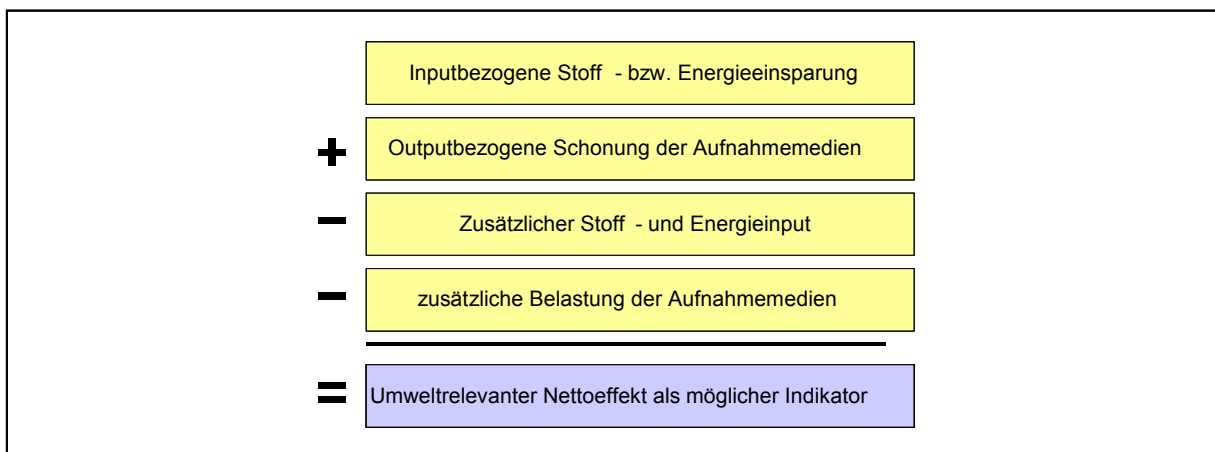 Inputbezogene Stoff - bzw. Energieeinsparung
+ Outputbezogene Schonung der Aufnahmemedien
− Zusätzlicher Stoff - und Energieinput
− zusätzliche Belastung der Aufnahmemedien
= Umweltrelevanter Nettoeffekt als möglicher Indikator